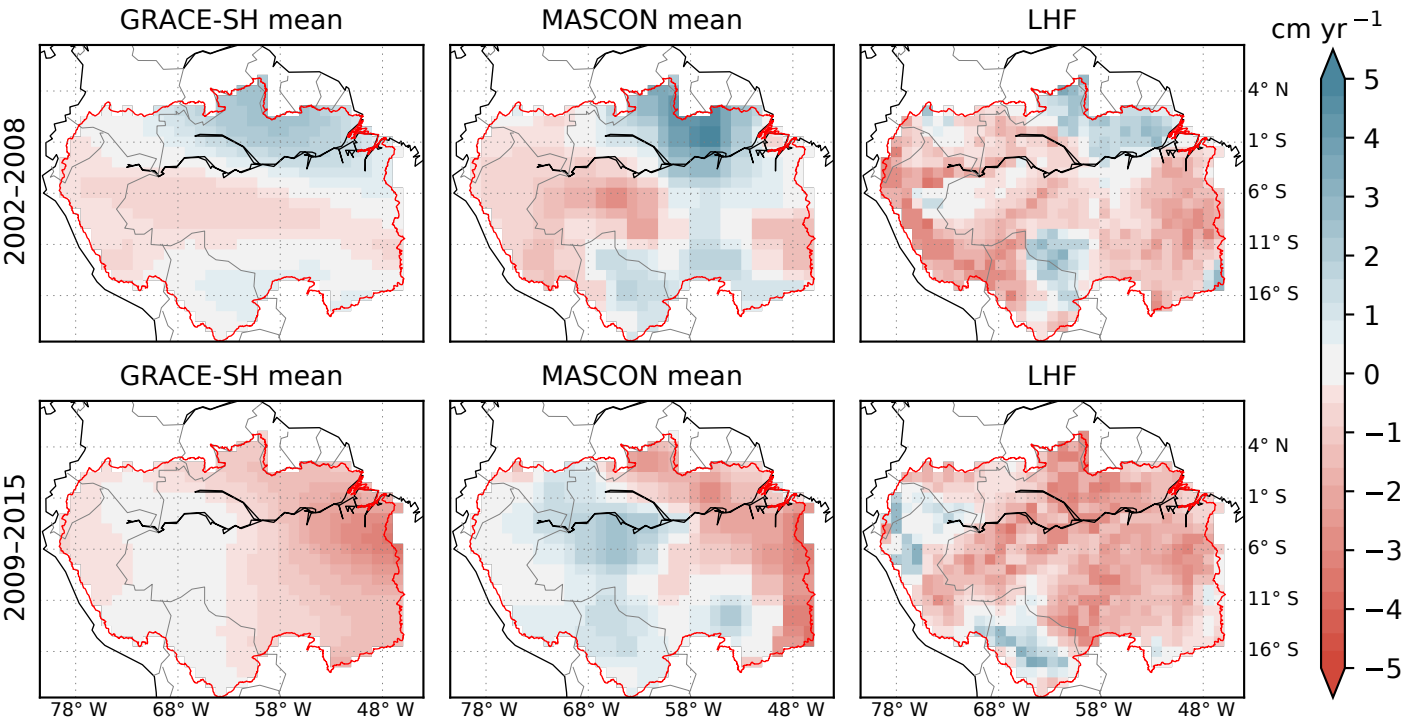 GRACE-SH mean MASCON mean LHF
cm yr⁻¹
2002–2008
4° N
1° S
6° S
11° S
16° S
GRACE-SH mean MASCON mean LHF
2009–2015
4° N
1° S
6° S
11° S
16° S
78° W 68° W 58° W 48° W 78° W 68° W 58° W 48° W 78° W 68° W 58° W 48° W
5
4
3
2
1
0
−1
−2
−3
−4
−5